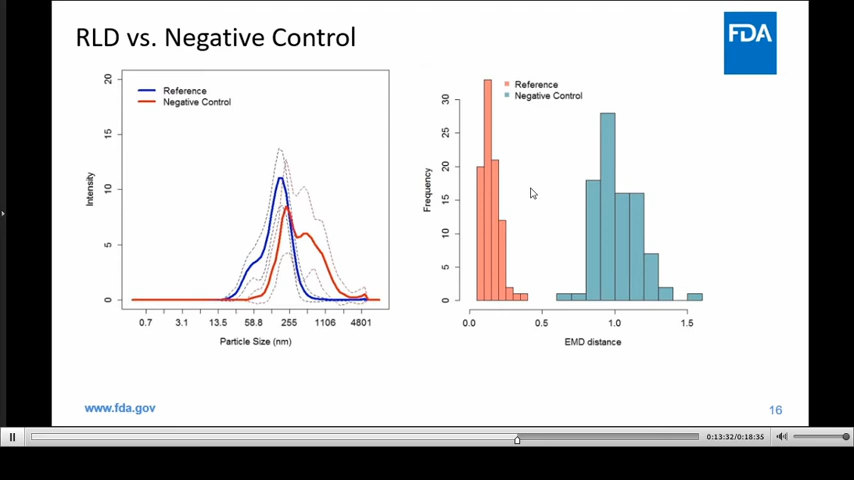 RLD vs. Negative Control
FDA
20
15
10
5
0
Intensity
Reference
Negative Control
0.7 3.1 13.5 58.8 255 1106 4801
Particle Size (nm)
30
25
20
15
10
5
0
Frequency
Reference
Negative Control
0.0 0.5 1.0 1.5
EMD distance
www.fda.gov
16
0:13:32/0:18:35